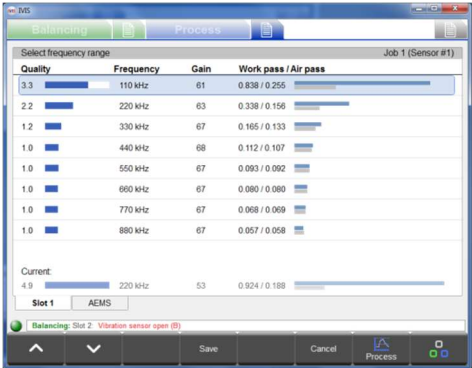 IVIS
Balancing Process
Select frequency range Job 1 (Sensor #1)
Quality Frequency Gain Work pass / Air pass
3.3 110 kHz 61 0.838 / 0.255
2.2 220 kHz 63 0.338 / 0.156
1.2 330 kHz 67 0.165 / 0.133
1.0 440 kHz 68 0.112 / 0.107
1.0 550 kHz 67 0.093 / 0.092
1.0 660 kHz 67 0.080 / 0.080
1.0 770 kHz 67 0.068 / 0.069
1.0 880 kHz 67 0.057 / 0.058
Current:
4.9 220 kHz 53 0.924 / 0.188
Slot 1 AEMS
Balancing: Slot 2: Vibration sensor open (B)
Save Cancel Process